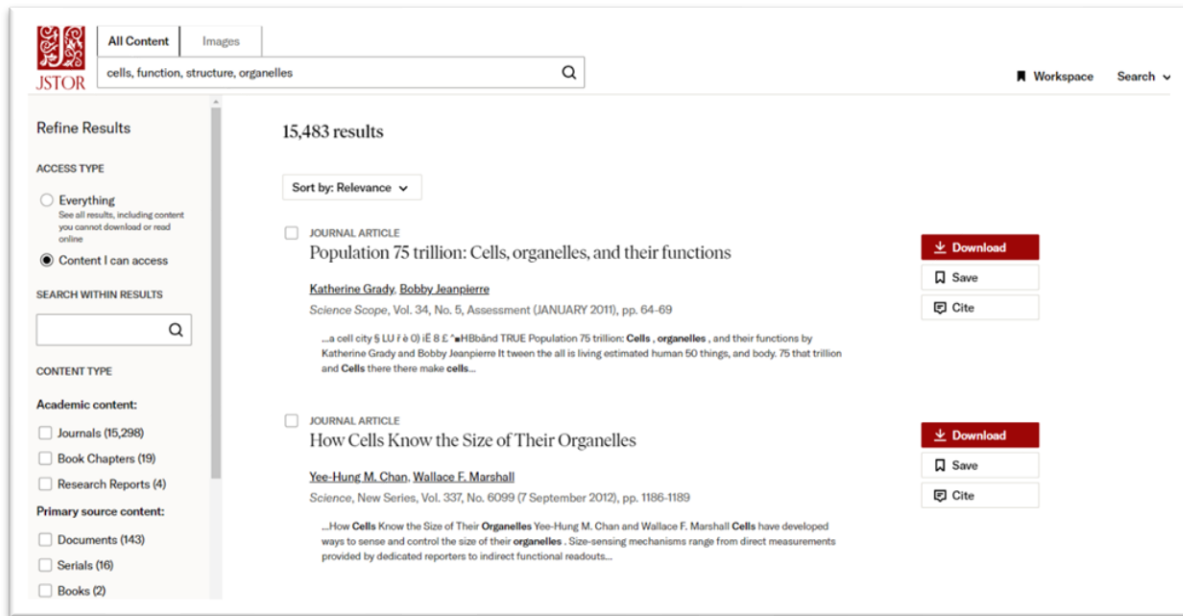 All Content
Images
JSTOR
cells, function, structure, organelles
Workspace
Search
Refine Results
ACCESS TYPE
Everything
See all results, including content
you cannot download or read
online
Content I can access
SEARCH WITHIN RESULTS
CONTENT TYPE
Academic content:
Journals (15,298)
Book Chapters (19)
Research Reports (4)
Primary source content:
Documents (143)
Serials (16)
Books (2)
15,483 results
Sort by: Relevance
JOURNAL ARTICLE
Population 75 trillion: Cells, organelles, and their functions
Katherine Grady, Bobby Jeanpierre
Science Scope, Vol. 34, No. 5, Assessment (JANUARY 2011), pp. 64-69
...a cell city § LU
TRUE Population 75 trillion: Cells , organelles , and their functions by
Katherine Grady and Bobby Jeanpierre It tween the all is living estimated human 50 things, and body. 75 that trillion
and Cells there there make cells...
Download
Save
Cite
JOURNAL ARTICLE
How Cells Know the Size of Their Organelles
Yee-Hung M. Chan, Wallace F. Marshall
Science, New Series, Vol. 337, No. 6099 (7 September 2012), pp. 1186-1189
...How Cells Know the Size of Their Organelles Yee-Hung M. Chan and Wallace F. Marshall Cells have developed
ways to sense and control the size of their organelles . Size-sensing mechanisms range from direct measurements
provided by dedicated reporters to indirect functional readouts...
Download
Save
Cite